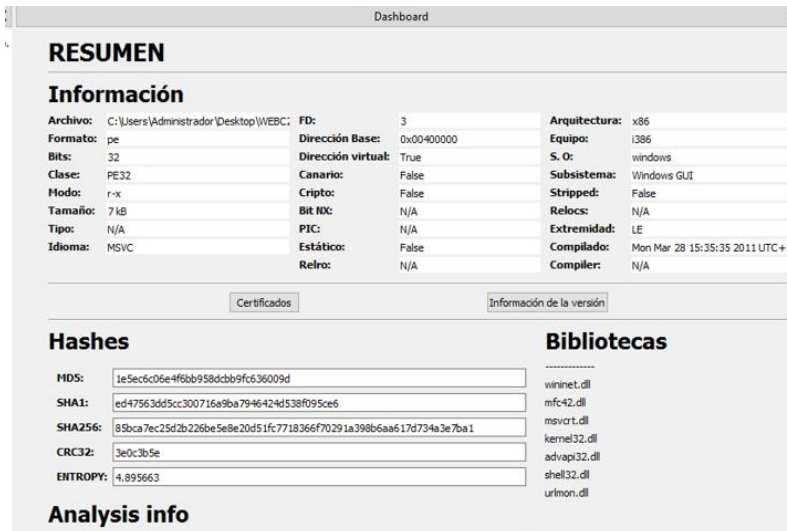 Dashboard
RESUMEN
Información
Archivo: C:\Users\Administrador\Desktop\WEBC2 FD: 3 Arquitectura: x86
Formato: pe Dirección Base: 0x00400000 Equipo: i386
Bits: 32 Dirección virtual: True S. O: windows
Clase: PE32 Canario: False Subsistema: Windows GUI
Modo: r-x Cripto: False Stripped: False
Tamaño: 7 kB Bit NX: N/A Relocs: N/A
Tipo: N/A PIC: N/A Extremidad: LE
Idioma: MSVC Estático: False Compilado: Mon Mar 28 15:35:35 2011 UTC+
Relro: N/A Compiler: N/A
Certificados Información de la versión
Hashes
MD5: 1e5ec6c06e4f6bb958dcbb9fc636009d
SHA1: ed47563dd5cc300716a9ba7946424d538f095ce6
SHA256: 85bca7ec25d2b226be5e8e20d51fc7718366f70291a398b6aa617d734a3e7ba1
CRC32: 3e0c3b5e
ENTROPY: 4.895663
Bibliotecas
-------------
wininet.dll
mfc42.dll
msvcrt.dll
kernel32.dll
advapi32.dll
shell32.dll
urlmon.dll
Analysis info